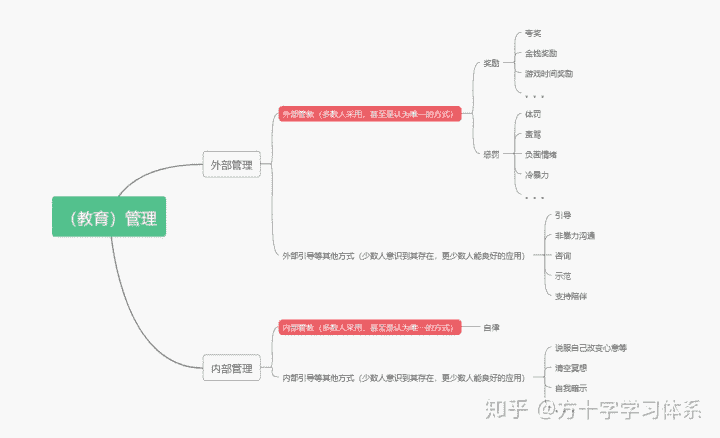 （教育）管理
外部管理
外部管教（多数人采用，甚至是认为唯一的方式）
奖励
夸奖
金钱奖励
游戏时间奖励
• • •
惩罚
体罚
责骂
负面情绪
冷暴力
• • •
外部引导等其他方式（少数人意识到其存在，更少数人能良好的应用）
引导
非暴力沟通
咨询
示范
支持陪伴
内部管理
内部管教（多数人采用，甚至是认为唯一的方式）
自律
内部引导等其他方式（少数人意识到其存在，更少数人能良好的应用）
说服自己改变心意等
清空冥想
自我暗示
知乎 @方十字学习体系